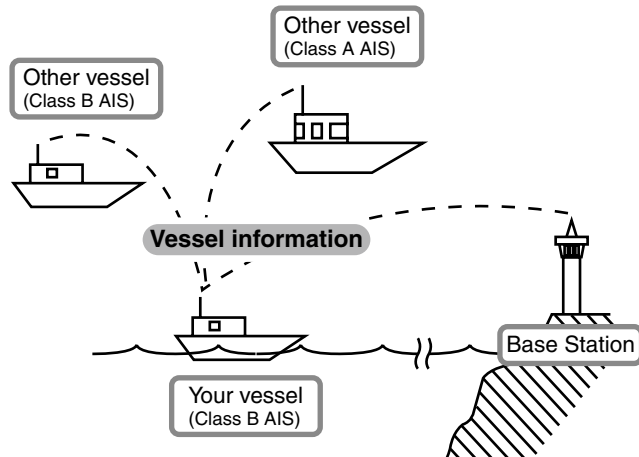 Other vessel
(Class A AIS)
Other vessel
(Class B AIS)
Vessel information
Base Station
Your vessel
(Class B AIS)